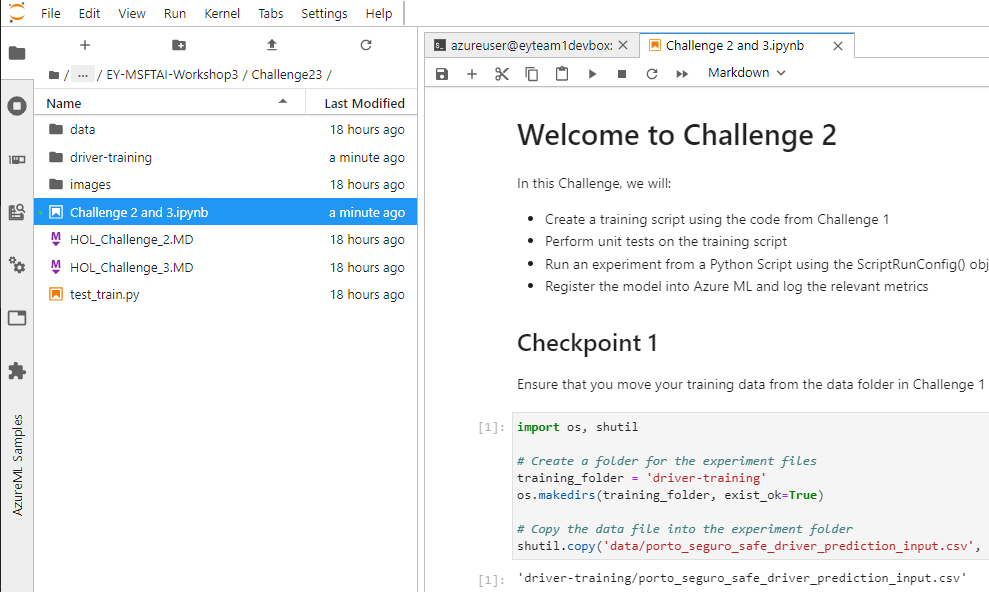 File Edit View Run Kernel Tabs Settings Help
/ ... / EY-MSFTAI-Workshop3 / Challenge23 /
Name Last Modified
data 18 hours ago
driver-training a minute ago
images 18 hours ago
Challenge 2 and 3.ipynb a minute ago
HOL_Challenge_2.MD 18 hours ago
HOL_Challenge_3.MD 18 hours ago
test_train.py 18 hours ago
AzureML Samples
azureuser@eyteam1devbox:
Challenge 2 and 3.ipynb
Markdown
Welcome to Challenge 2
In this Challenge, we will:
Create a training script using the code from Challenge 1
Perform unit tests on the training script
Run an experiment from a Python Script using the ScriptRunConfig() obj
Register the model into Azure ML and log the relevant metrics
Checkpoint 1
Ensure that you move your training data from the data folder in Challenge 1
[1]: import os, shutil
# Create a folder for the experiment files
training_folder = 'driver-training'
os.makedirs(training_folder, exist_ok=True)
# Copy the data file into the experiment folder
shutil.copy('data/porto_seguro_safe_driver_prediction_input.csv',
[1]: 'driver-training/porto_seguro_safe_driver_prediction_input.csv'